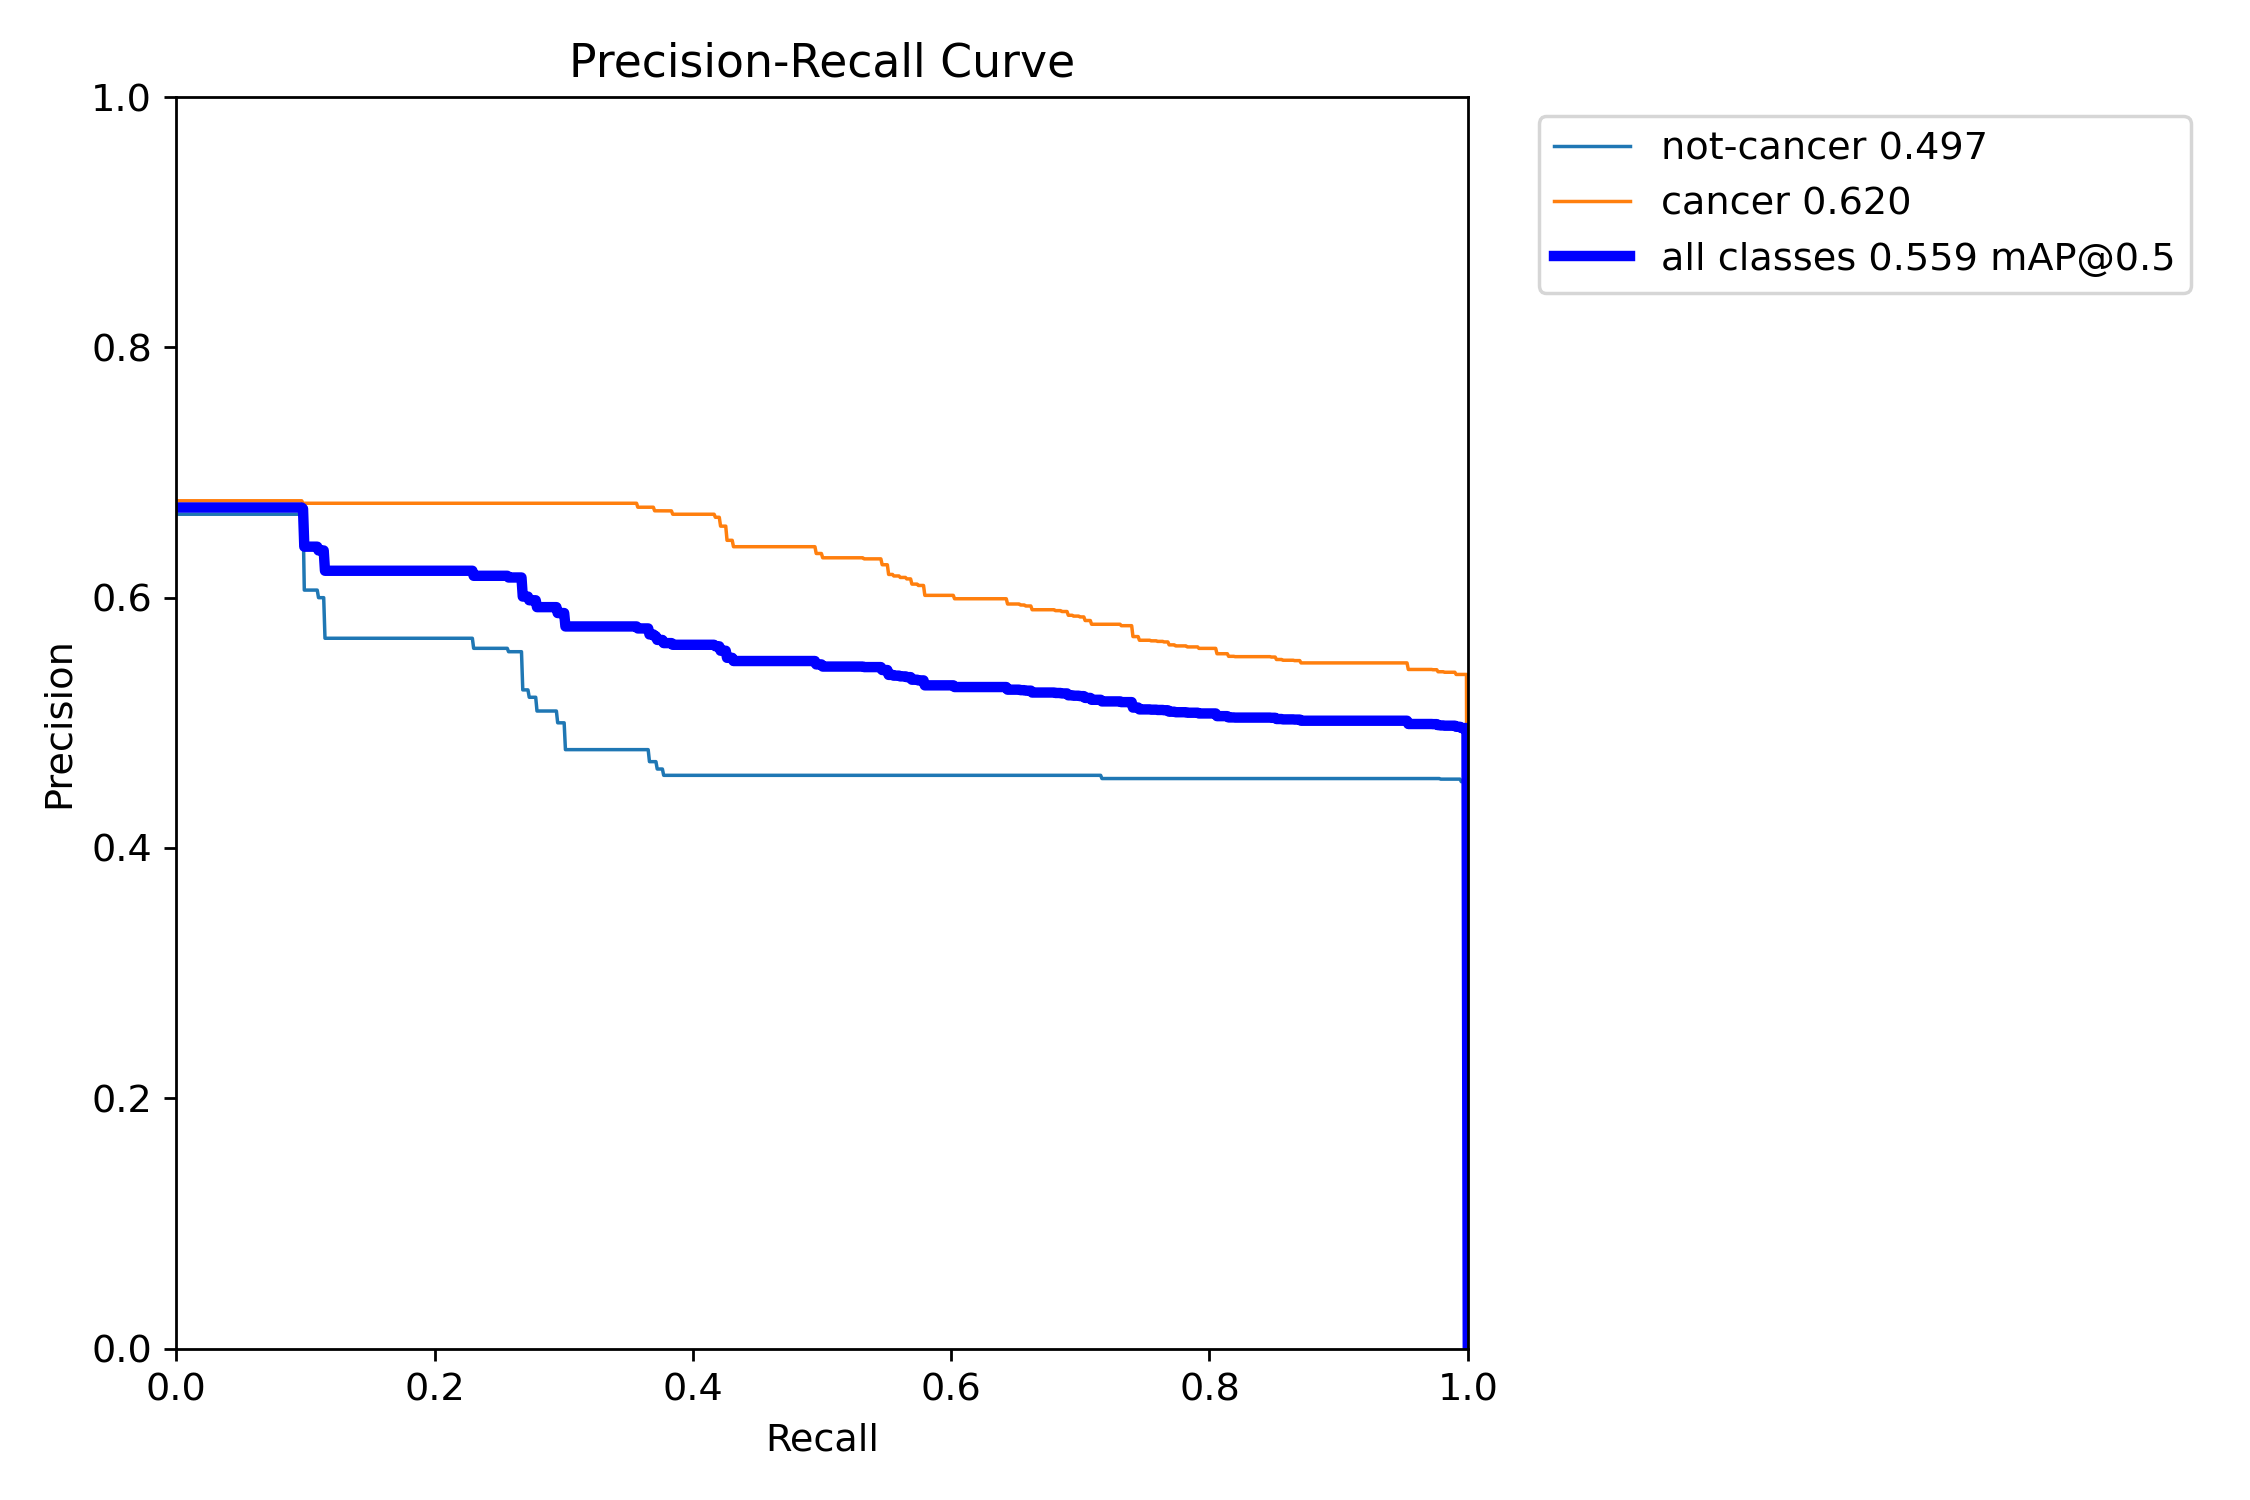 Precision-Recall Curve
1.0
0.8
0.6
0.4
0.2
0.0
Precision
0.0 0.2 0.4 0.6 0.8 1.0
Recall
not-cancer 0.497
cancer 0.620
all classes 0.559 mAP@0.5